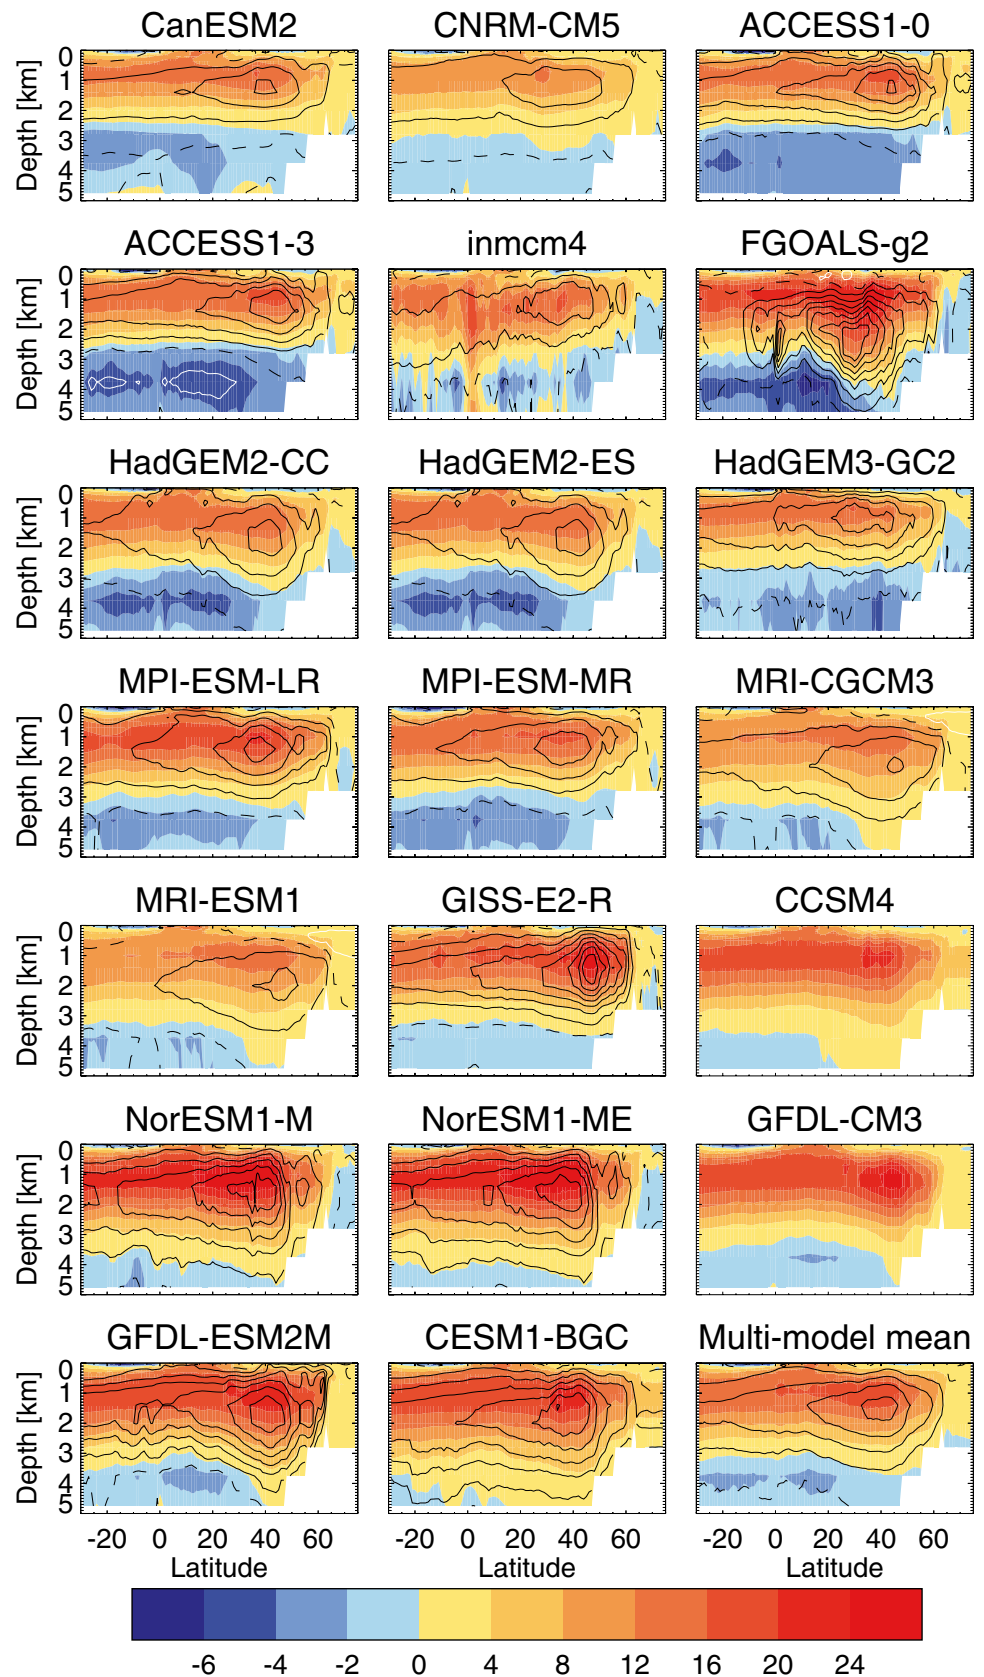 CanESM2 CNRM-CM5 ACCESS1-0
Depth [km]
0
1
2
3
4
5
ACCESS1-3 inmcm4 FGOALS-g2
Depth [km]
0
1
2
3
4
5
HadGEM2-CC HadGEM2-ES HadGEM3-GC2
Depth [km]
0
1
2
3
4
5
MPI-ESM-LR MPI-ESM-MR MRI-CGCM3
Depth [km]
0
1
2
3
4
5
MRI-ESM1 GISS-E2-R CCSM4
Depth [km]
0
1
2
3
4
5
NorESM1-M NorESM1-ME GFDL-CM3
Depth [km]
0
1
2
3
4
5
GFDL-ESM2M CESM1-BGC Multi-model mean
Depth [km]
0
1
2
3
4
5
-20 0 20 40 60 -20 0 20 40 60 -20 0 20 40 60
Latitude Latitude Latitude
-6 -4 -2 0 4 8 12 16 20 24